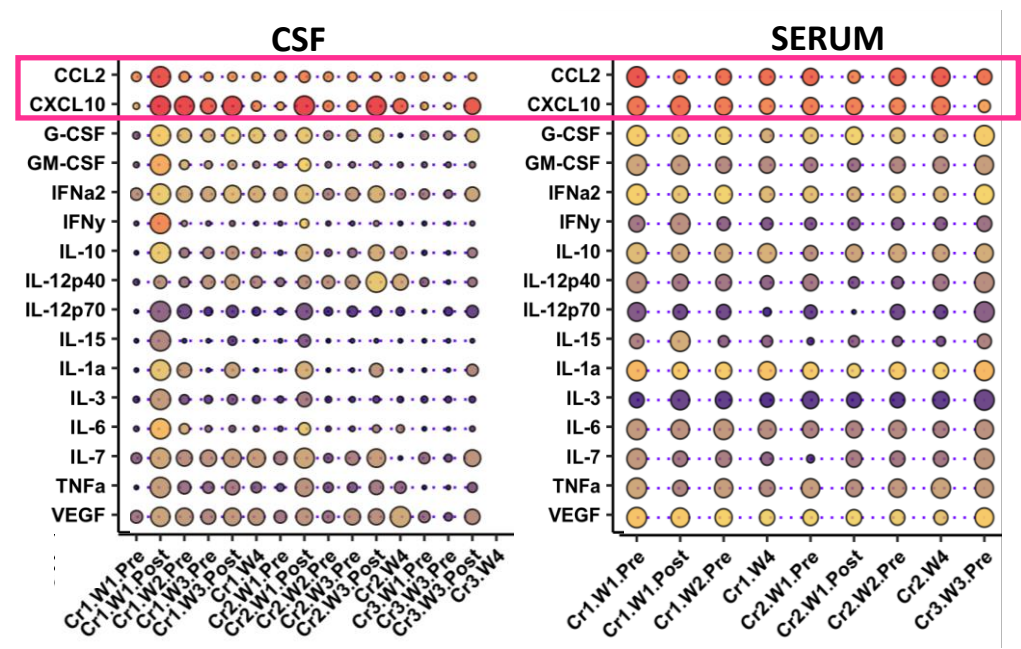 CSF
CCL2
CXCL10
G-CSF
GM-CSF
IFNa2
IFNy
IL-10
IL-12p40
IL-12p70
IL-15
IL-1a
IL-3
IL-6
IL-7
TNFa
VEGF
Cr1.W1.Pre
Cr1.W1.Post
Cr1.W2.Pre
Cr1.W3.Pre
Cr1.W3.Post
Cr1.W4
Cr2.W1.Pre
Cr2.W1.Post
Cr2.W2.Pre
Cr2.W3.Pre
Cr2.W3.Post
Cr2.W4
Cr3.W1.Pre
Cr3.W3.Pre
Cr3.W3.Post
Cr3.W4
SERUM
CCL2
CXCL10
G-CSF
GM-CSF
IFNa2
IFNy
IL-10
IL-12p40
IL-12p70
IL-15
IL-1a
IL-3
IL-6
IL-7
TNFa
VEGF
Cr1.W1.Pre
Cr1.W1.Post
Cr1.W2.Pre
Cr1.W4
Cr2.W1.Pre
Cr2.W1.Post
Cr2.W2.Pre
Cr2.W4
Cr3.W3.Pre